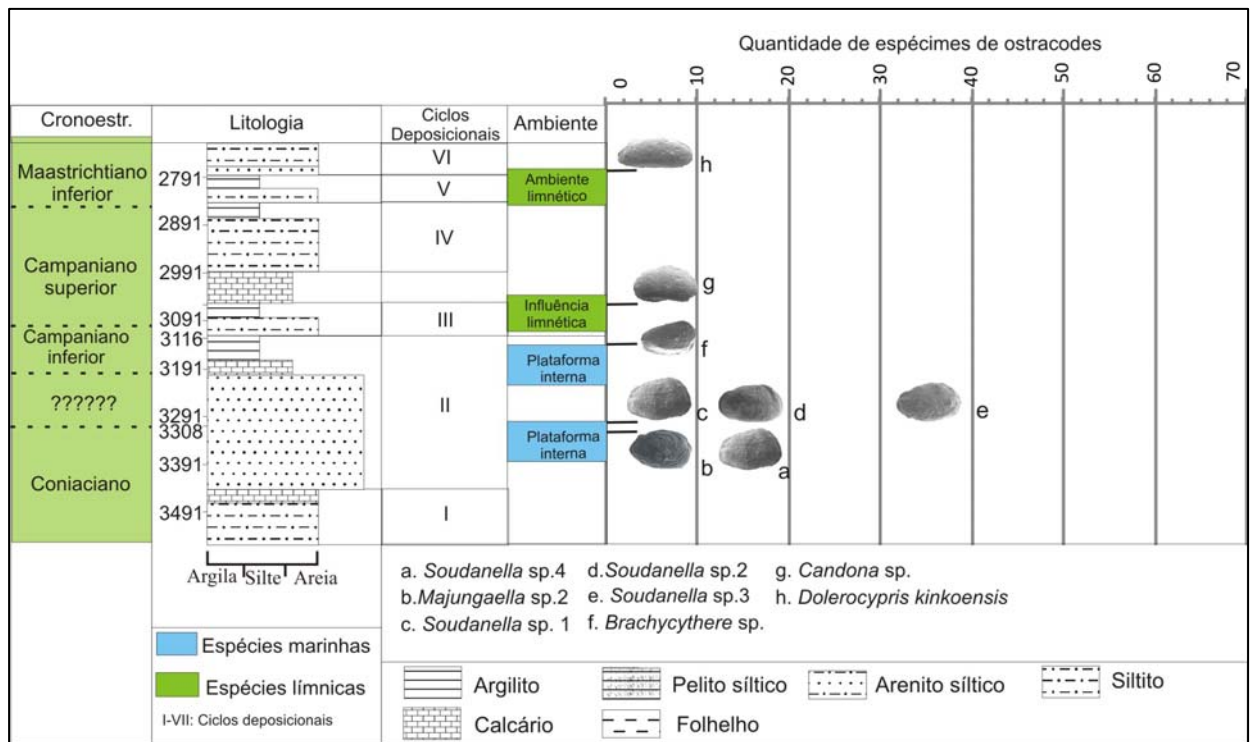 Quantidade de espécimes de ostracodes
0 10 20 30 40 50 60 70
Cronoestr. Litologia Ciclos Deposicionais Ambiente
Maastrichtiano inferior
Campaniano superior
Campaniano inferior
??????
Coniaciano
2791
2891
2991
3091
3116
3191
3291
3308
3391
3491
VI
V
IV
III
II
I
Ambiente limnético
Influência limnética
Plataforma interna
Plataforma interna
h
g
f
c d e
b a
Argila Silte Areia
a. Soudanella sp.4 d.Soudanella sp.2 g. Candona sp.
b.Majungaella sp.2 e. Soudanella sp.3 h. Dolerocypris kinkoensis
c. Soudanella sp. 1 f. Brachycythere sp.
Espécies marinhas
Espécies límnicas
I-VII: Ciclos deposicionais
Argilito Pelito síltico Arenito síltico Siltito
Calcário Folhelho